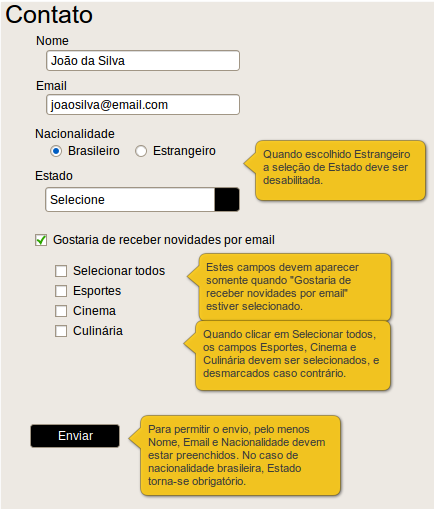 Contato
Nome
João da Silva
Email
joaosilva@email.com
Nacionalidade
Brasileiro
Estrangeiro
Quando escolhido Estrangeiro
a seleção de Estado deve ser
desabilitada.
Estado
Selecione
Gostaria de receber novidades por email
Selecionar todos
Esportes
Cinema
Culinária
Estes campos devem aparecer
somente quando "Gostaria de
receber novidades por email"
estiver selecionado.
Quando clicar em Selecionar todos,
os campos Esportes, Cinema e
Culinária devem ser selecionados, e
desmarcados caso contrário.
Enviar
Para permitir o envio, pelo menos
Nome, Email e Nacionalidade devem
estar preenchidos. No caso de
nacionalidade brasileira, Estado
torna-se obrigatório.